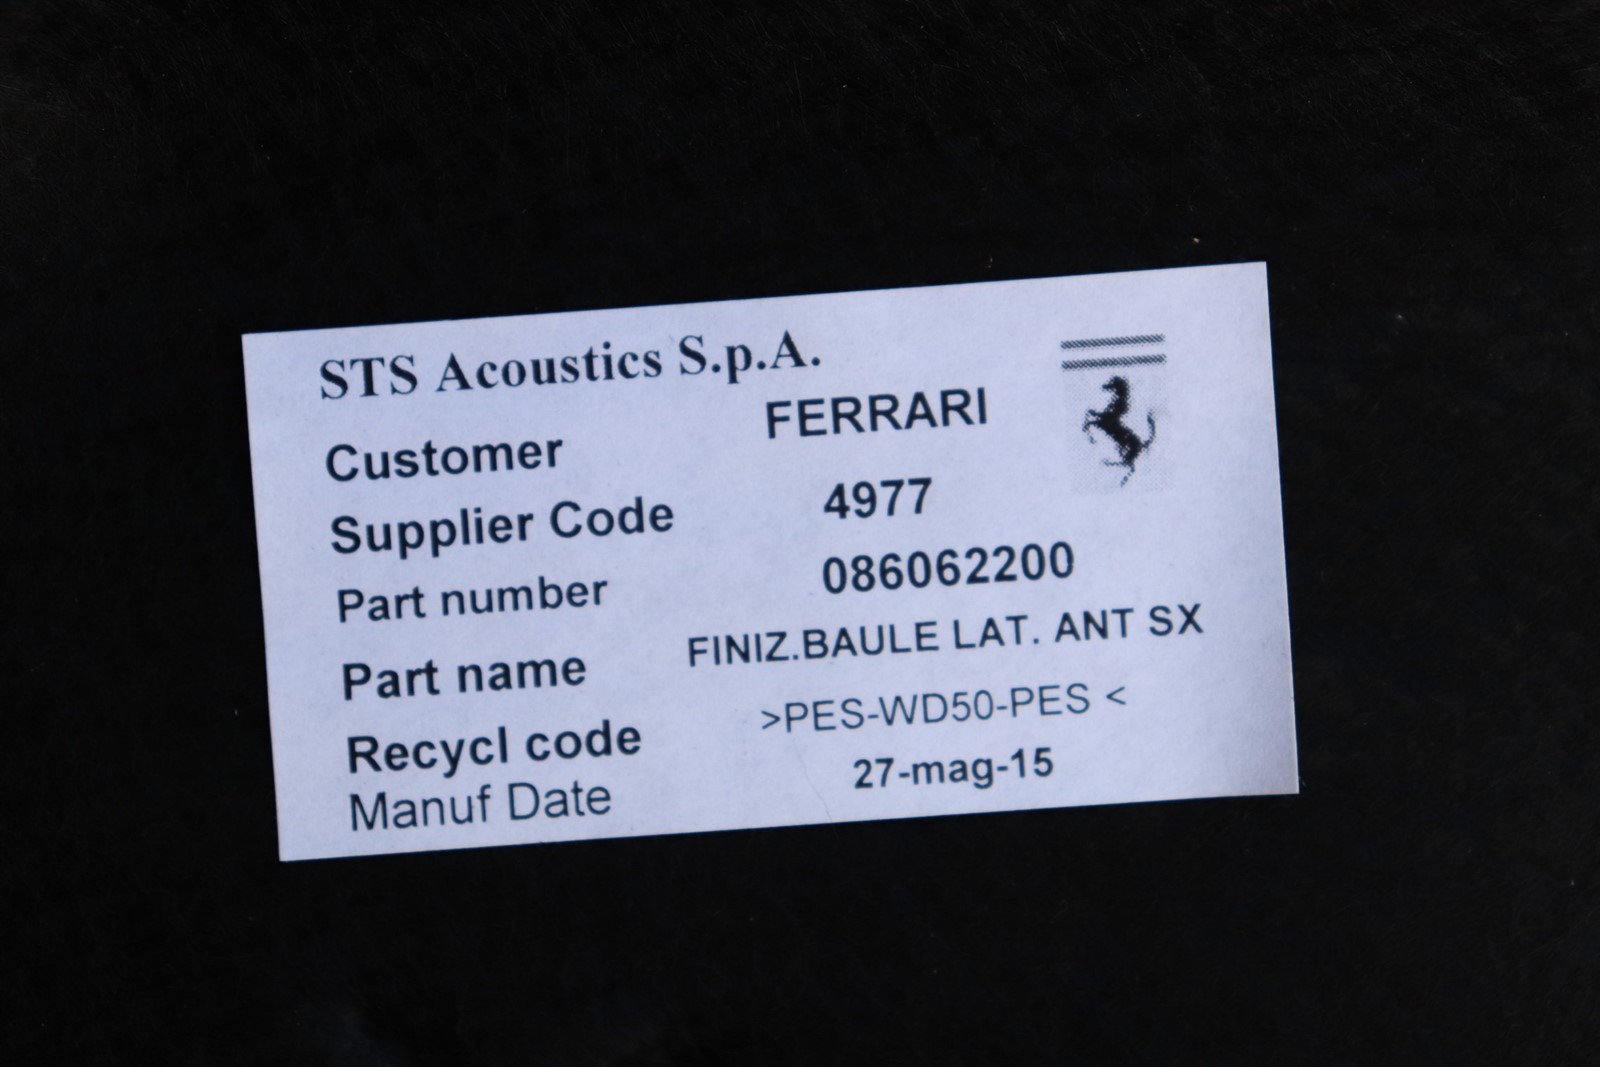 STS Acoustics S.p.A.
Customer FERRARI
Supplier Code 4977
Part number 086062200
Part name FINIZ.BAULE LAT. ANT SX
Recycl code >PES-WD50-PES <
Manuf Date 27-mag-15